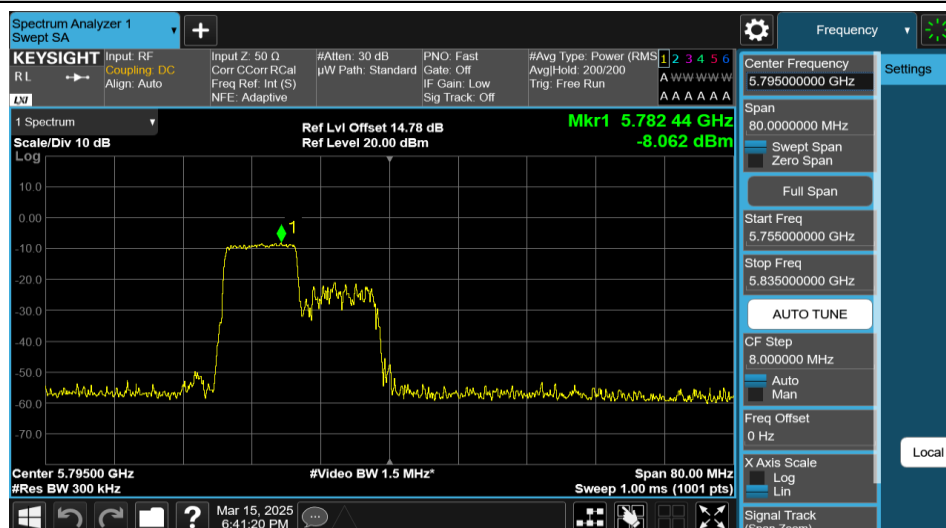 Spectrum Analyzer 1
Swept SA
+
Frequency
KEYSIGHT
R L
LXI
Input: RF
Coupling: DC
Align: Auto
Input Z: 50 Ω
Corr CCorr RCal
Freq Ref: Int (S)
NFE: Adaptive
#Atten: 30 dB
µW Path: Standard
PNO: Fast
Gate: Off
IF Gain: Low
Sig Track: Off
#Avg Type: Power (RMS
Avg|Hold: 200/200
Trig: Free Run
1 2 3 4 5 6
A W W W W W
A A A A A A
1 Spectrum
Scale/Div 10 dB
Log
Ref Lvl Offset 14.78 dB
Ref Level 20.00 dBm
Mkr1 5.782 44 GHz
-8.062 dBm
10.0
0.00
-10.0
-20.0
-30.0
-40.0
-50.0
-60.0
-70.0
1
Center 5.79500 GHz
#Res BW 300 kHz
#Video BW 1.5 MHz*
Span 80.00 MHz
Sweep 1.00 ms (1001 pts)
?
Mar 15, 2025
6:41:20 PM
Center Frequency
5.795000000 GHz
Span
80.0000000 MHz
Swept Span
Zero Span
Full Span
Start Freq
5.755000000 GHz
Stop Freq
5.835000000 GHz
AUTO TUNE
CF Step
8.000000 MHz
Auto
Man
Freq Offset
0 Hz
X Axis Scale
Log
Lin
Signal Track
(Span Zoom)
Settings
Local